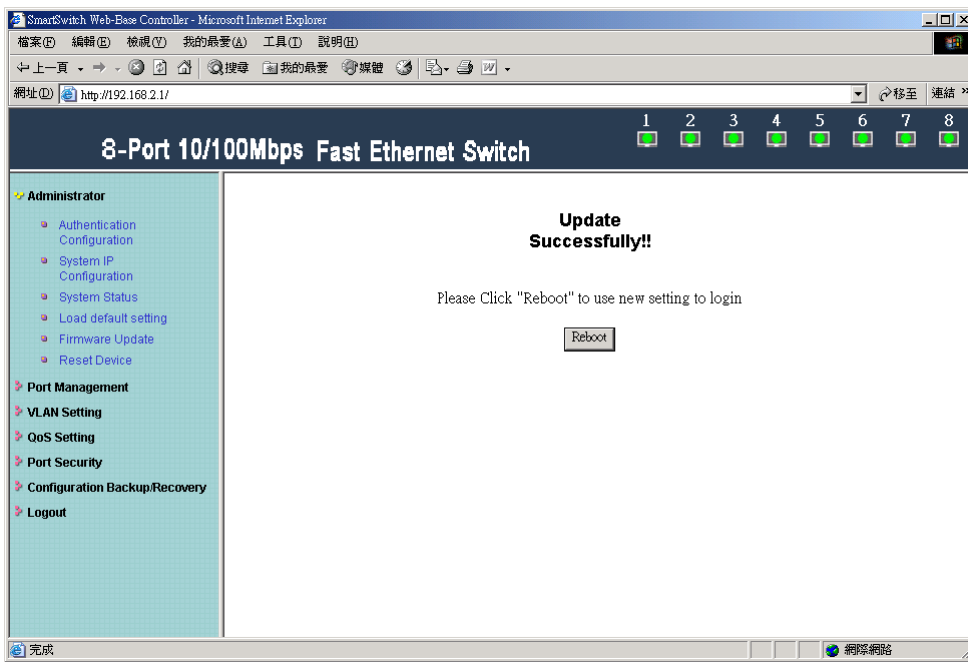 SmartSwitch Web-Base Controller - Microsoft Internet Explorer
檔案(F) 編輯(E) 檢視(V) 我的最愛(A) 工具(T) 說明(H)
上一頁 搜尋 我的最愛 媒體
網址(D) http://192.168.2.1/ 移至 連結 »
1 2 3 4 5 6 7 8
8-Port 10/100Mbps Fast Ethernet Switch
Administrator
Authentication
Configuration
System IP
Configuration
System Status
Load default setting
Firmware Update
Reset Device
Port Management
VLAN Setting
QoS Setting
Port Security
Configuration Backup/Recovery
Logout
Update
Successfully!!
Please Click "Reboot" to use new setting to login
Reboot
完成 網際網路